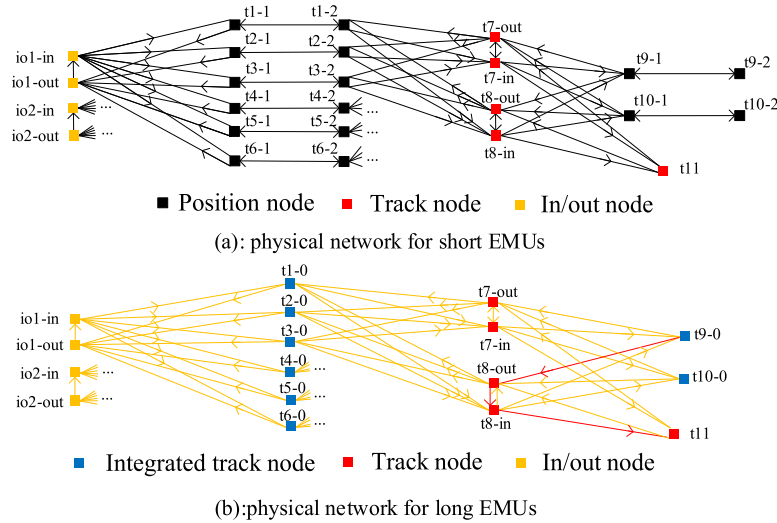 t1-1 t1-2 t7-out
io1-in t2-1 t2-2 t9-1 t9-2
io1-out t3-1 t3-2 t7-in
io2-in ... t4-1 t4-2 t8-out t10-1 t10-2
io2-out ... t5-1 t5-2 ...
t6-1 t6-2 ... t8-in t11
Position node Track node In/out node
(a): physical network for short EMUs
t1-0 t7-out
io1-in t2-0 t9-0
io1-out t3-0 t7-in
io2-in ... t4-0 ... t8-out t10-0
io2-out ... t5-0
t6-0 ... t8-in t11
Integrated track node Track node In/out node
(b):physical network for long EMUs